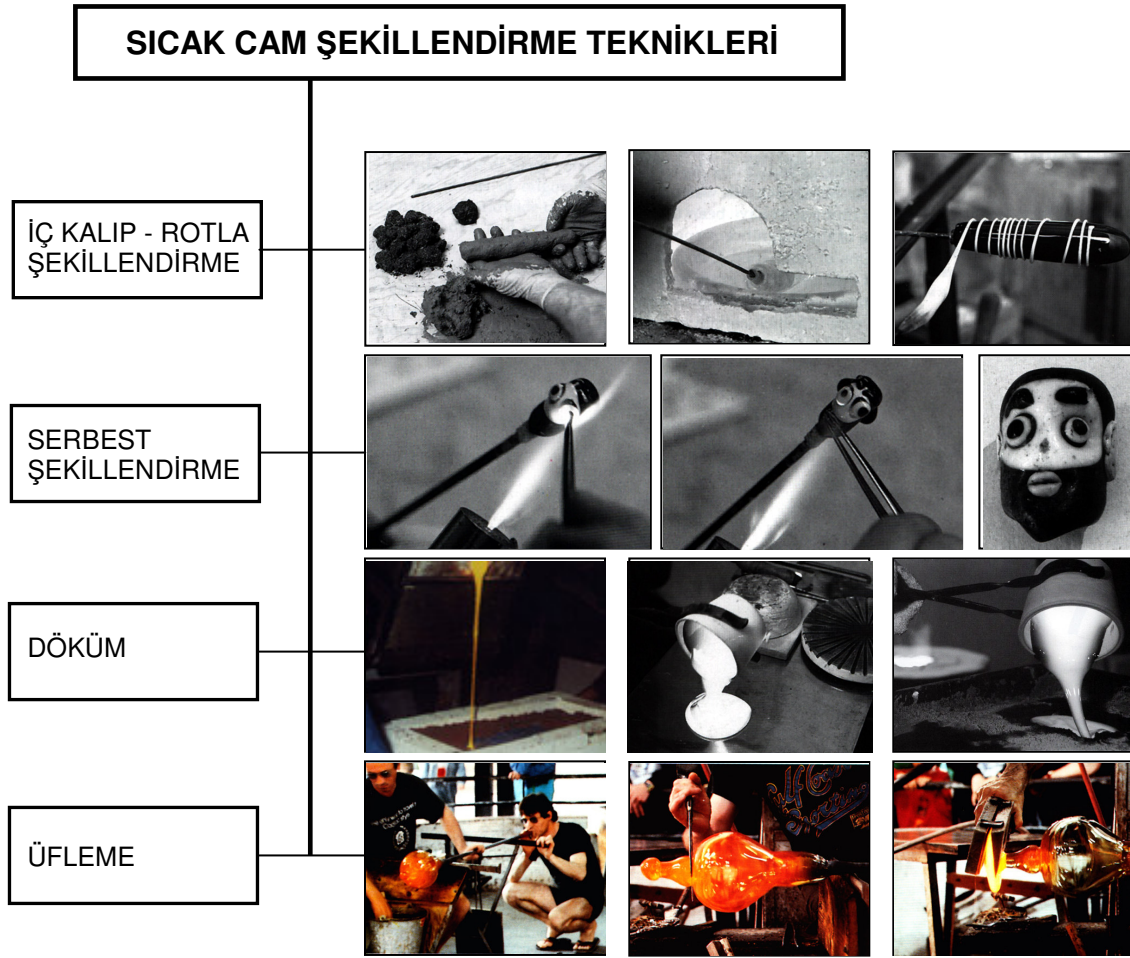 SICAK CAM ŞEKİLLENDİRME TEKNİKLERİ
İÇ KALIP - ROTLA
ŞEKİLLENDİRME
SERBEST
ŞEKİLLENDİRME
DÖKÜM
ÜFLEME